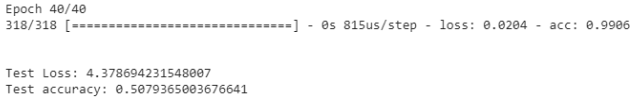 Epoch 40/40
318/318 [==============================] - 0s 815us/step - loss: 0.0204 - acc: 0.9906
Test Loss: 4.378694231548007
Test accuracy: 0.5079365003676641